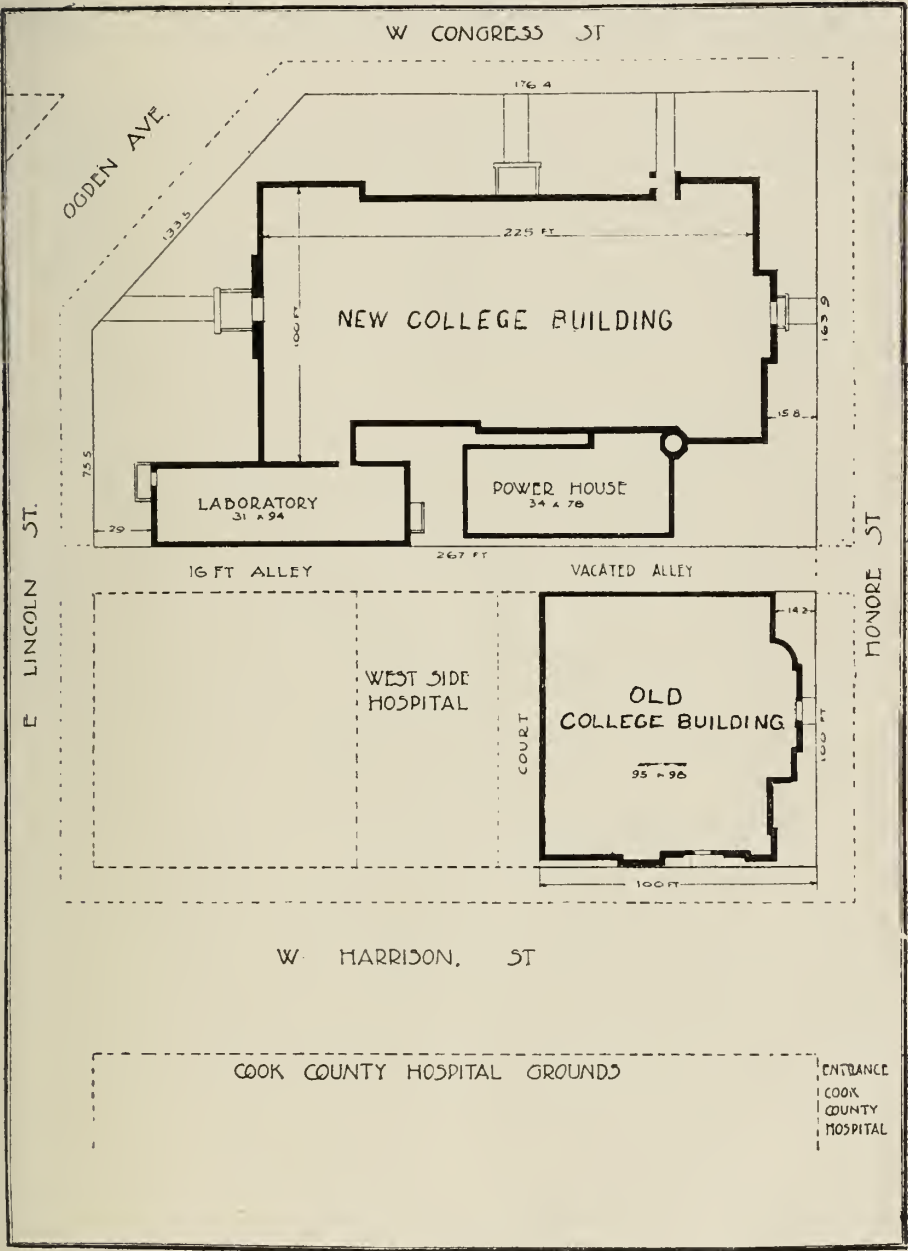 W CONGRESS ST
176.4
OGDEN AVE.
133.5
225 FT
100 FT
NEW COLLEGE BUILDING
163.9
15.8
75.5
LABORATORY
31 x 94
POWER HOUSE
34 x 78
29
267 FT
16 FT ALLEY
VACATED ALLEY
E LINCOLN ST.
HONORE ST
14.2
WEST SIDE
HOSPITAL
COURT
OLD
COLLEGE BUILDING
95 x 98
100 FT
100 FT
W HARRISON. ST
COOK COUNTY HOSPITAL GROUNDS
ENTRANCE
COOK
COUNTY
HOSPITAL